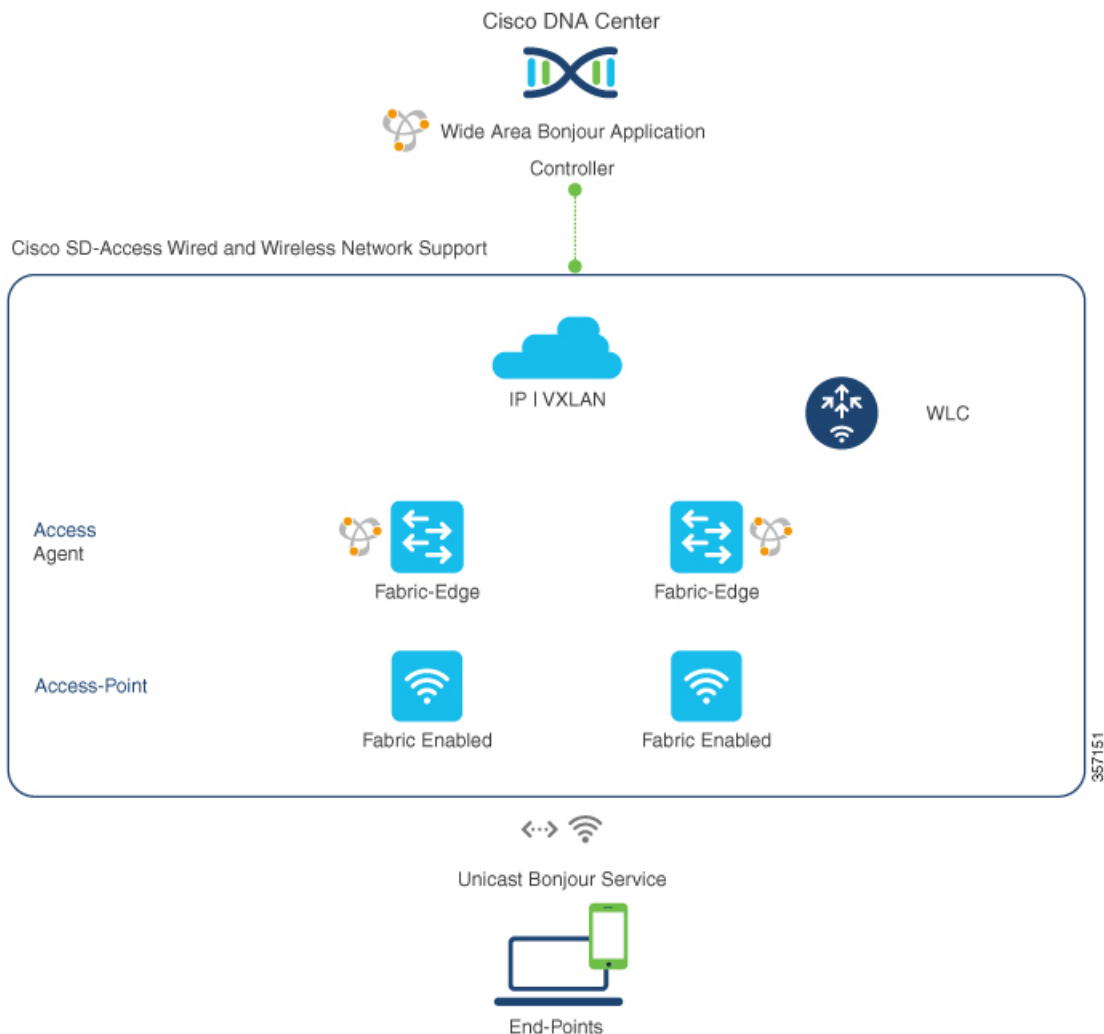 Cisco DNA Center
Wide Area Bonjour Application
Controller
Cisco SD-Access Wired and Wireless Network Support
IP | VXLAN
WLC
Access
Agent
Fabric-Edge
Fabric-Edge
Access-Point
Fabric Enabled
Fabric Enabled
357151
Unicast Bonjour Service
End-Points